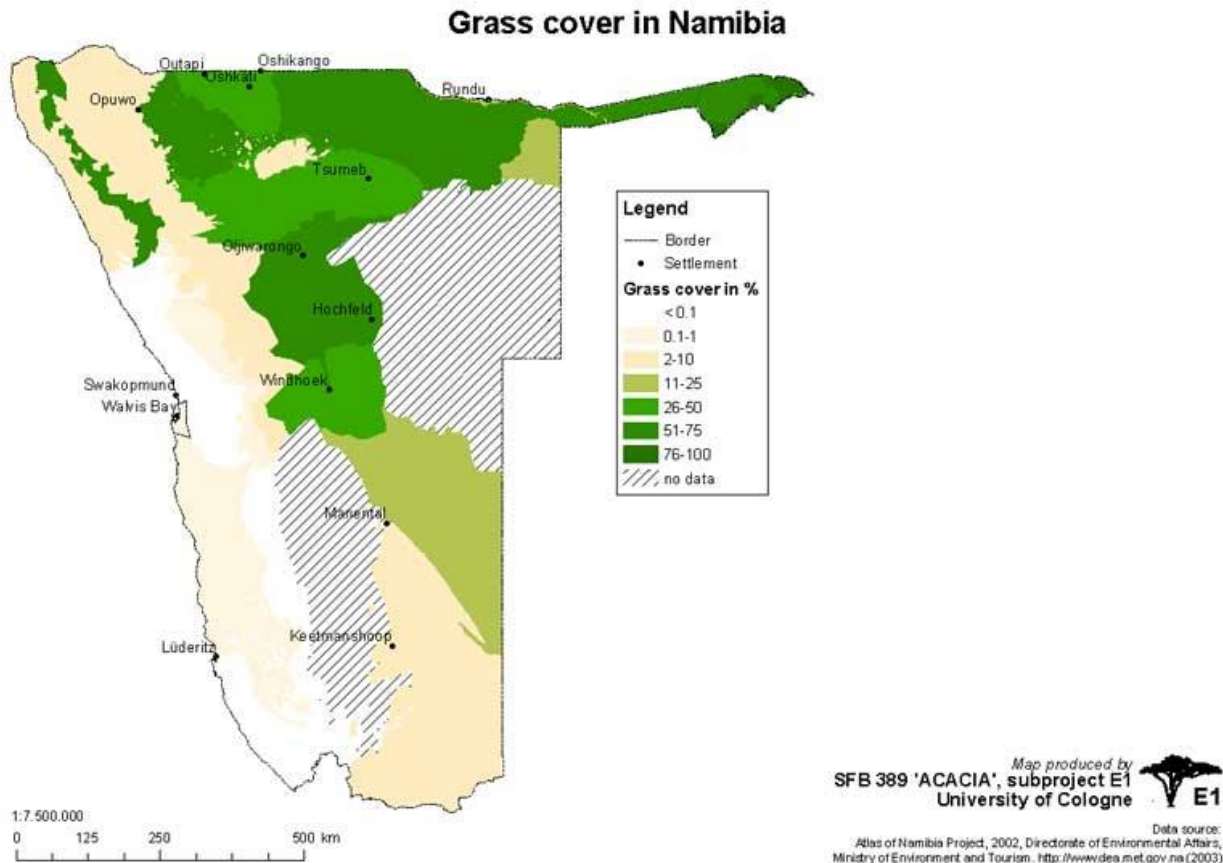 Grass cover in Namibia
Outapi
Oshikango
Oshkati
Opuwo
Rundu
Tsumeb
Otjiwarongo
Hochfeld
Windhoek
Swakopmund
Walvis Bay
Mariental
Keetmanshoop
Lüderitz
Legend
Border
Settlement
Grass cover in %
< 0.1
0.1-1
2-10
11-25
26-50
51-75
76-100
no data
1:7.500.000
0 125 250 500 km
Map produced by
SFB 389 'ACACIA', subproject E1
University of Cologne
E1
Data source:
Atlas of Namibia Project, 2002, Directorate of Environmental Affairs,
Ministry of Environment and Tourism. http://www.dea.met.gov.na (2003)